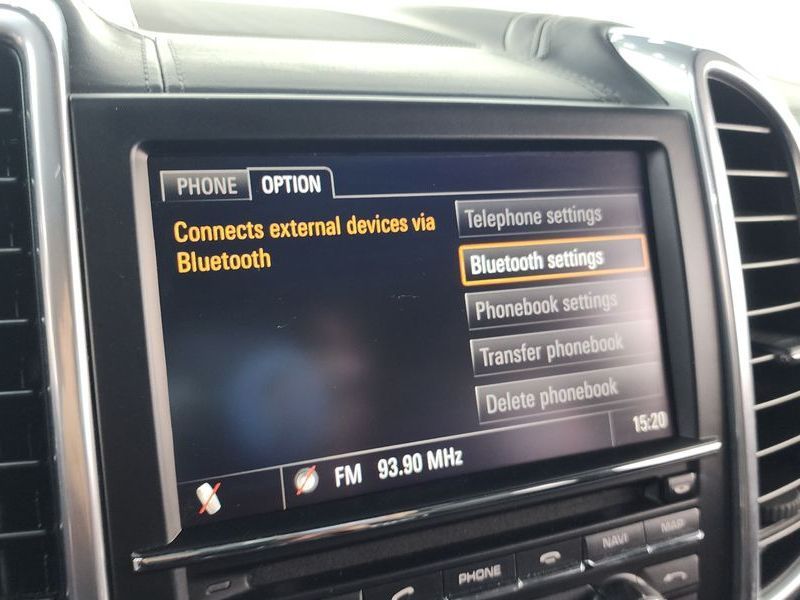 PHONE OPTION
Connects external devices via
Bluetooth
Telephone settings
Bluetooth settings
Phonebook settings
Transfer phonebook
Delete phonebook
FM 93.90 MHz
15:20
PHONE
NAVI
MAP